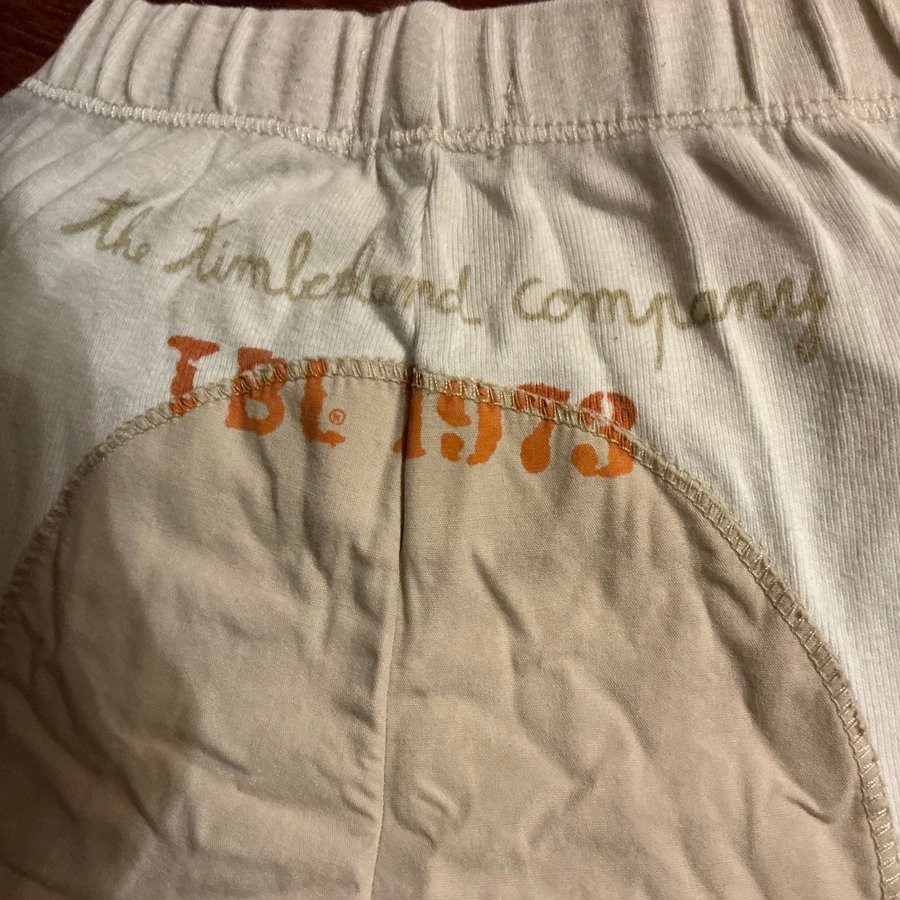 the timberland company
TBL® 1973